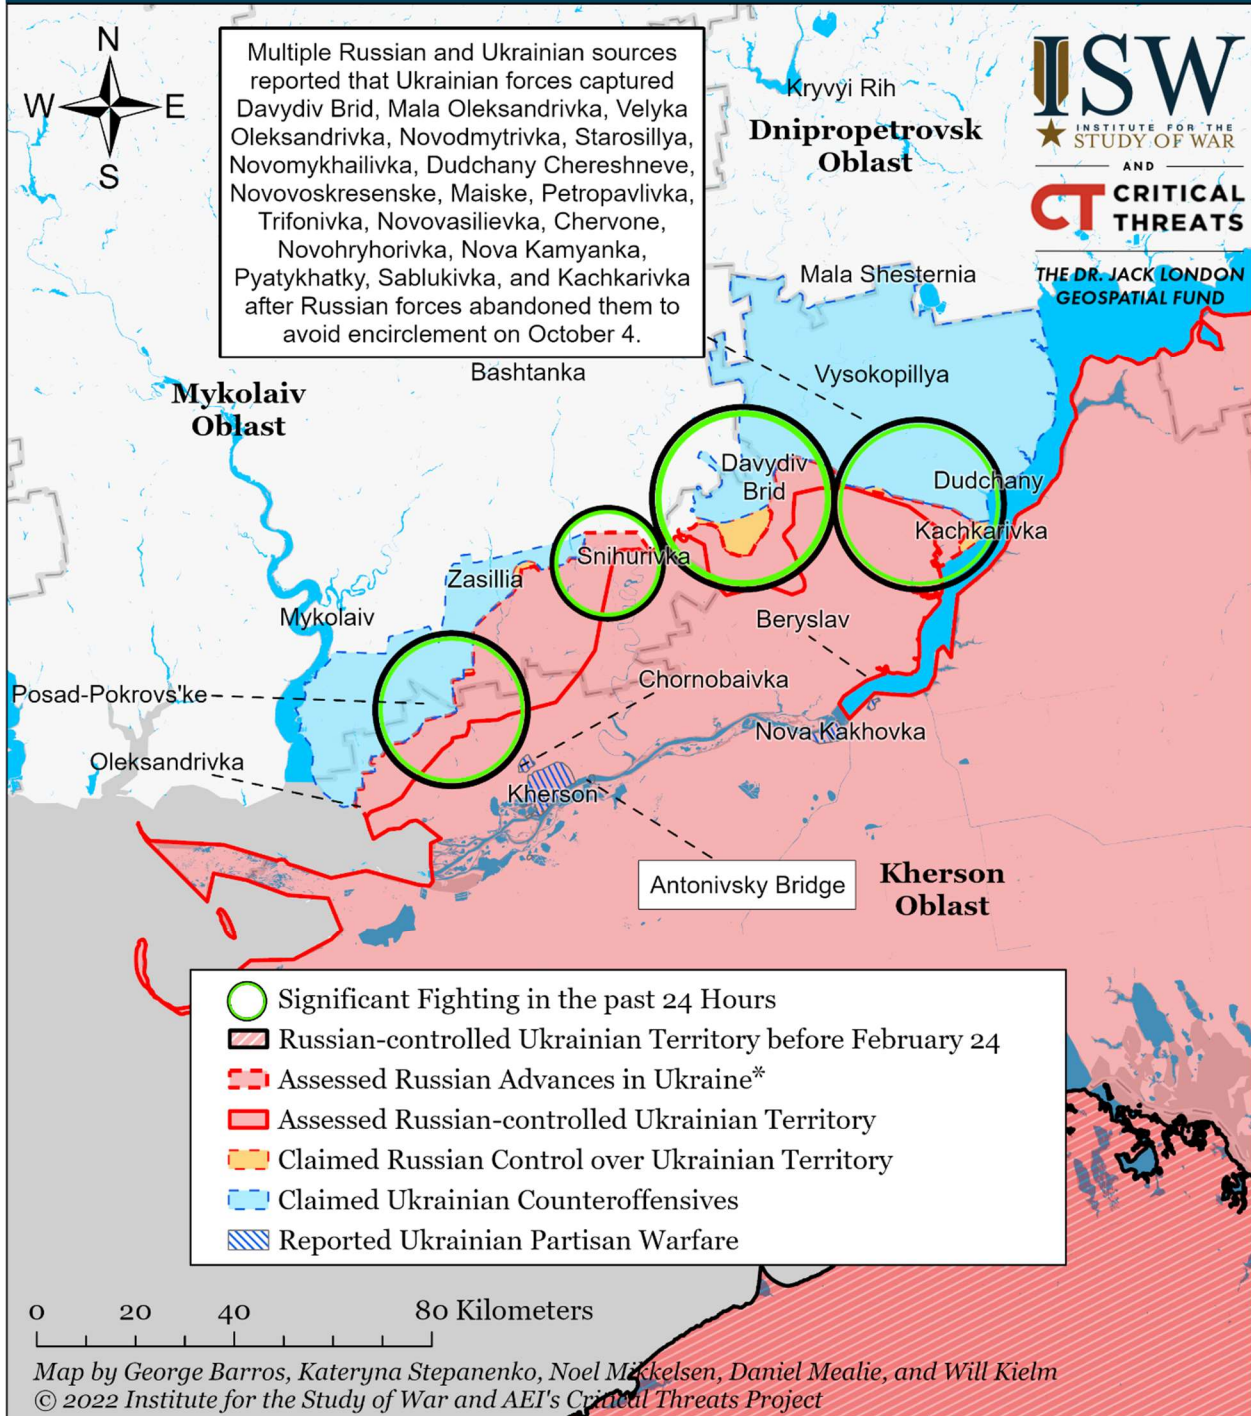 N
W E
S
Multiple Russian and Ukrainian sources
reported that Ukrainian forces captured
Davydiv Brid, Mala Oleksandrivka, Velyka
Oleksandrivka, Novodmytrivka, Starosillya,
Novomykhailivka, Dudchany Chereshneve,
Novovoskresenske, Maiske, Petropavlivka,
Trifonivka, Novovasilievka, Chervone,
Novohryhorivka, Nova Kamyanka,
Pyatykhatky, Sablukivka, and Kachkarivka
after Russian forces abandoned them to
avoid encirclement on October 4.
ISW
INSTITUTE FOR THE
STUDY OF WAR
AND
CT CRITICAL
THREATS
THE DR. JACK LONDON
GEOSPATIAL FUND
Kryvyi Rih
Dnipropetrovsk
Oblast
Mala Shesternia
Bashtanka
Vysokopillya
Mykolaiv
Oblast
Davydiv
Brid
Dudchany
Kachkarivka
Snihurivka
Zasillia
Mykolaiv
Beryslav
Chornobaivka
Posad-Pokrovs'ke
Nova Kakhovka
Oleksandrivka
Kherson
Antonivsky Bridge
Kherson
Oblast
Significant Fighting in the past 24 Hours
Russian-controlled Ukrainian Territory before February 24
Assessed Russian Advances in Ukraine*
Assessed Russian-controlled Ukrainian Territory
Claimed Russian Control over Ukrainian Territory
Claimed Ukrainian Counteroffensives
Reported Ukrainian Partisan Warfare
0 20 40 80 Kilometers
Map by George Barros, Kateryna Stepanenko, Noel Mikkelsen, Daniel Mealie, and Will Kielm
© 2022 Institute for the Study of War and AEI's Critical Threats Project